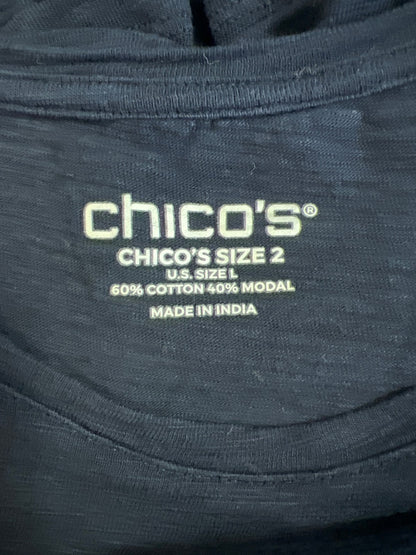 chico's®
CHICO'S SIZE 2
U.S. SIZE L
60% COTTON 40% MODAL
MADE IN INDIA